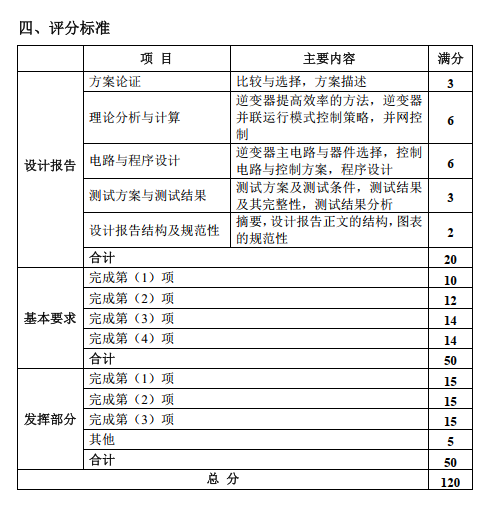 四、评分标准
项 目 主要内容 满分
设计报告
方案论证 比较与选择，方案描述 3
理论分析与计算
逆变器提高效率的方法，逆变器
并联运行模式控制策略，并网控
制
6
电路与程序设计
逆变器主电路与器件选择，控制
电路与控制方案，程序设计
6
测试方案与测试结果
测试方案及测试条件，测试结果
及其完整性，测试结果分析
3
设计报告结构及规范性
摘要，设计报告正文的结构，图表
的规范性
2
合计 20
基本要求
完成第（1）项 10
完成第（2）项 12
完成第（3）项 14
完成第（4）项 14
合计 50
发挥部分
完成第（1）项 15
完成第（2）项 15
完成第（3）项 15
其他 5
合计 50
总 分 120